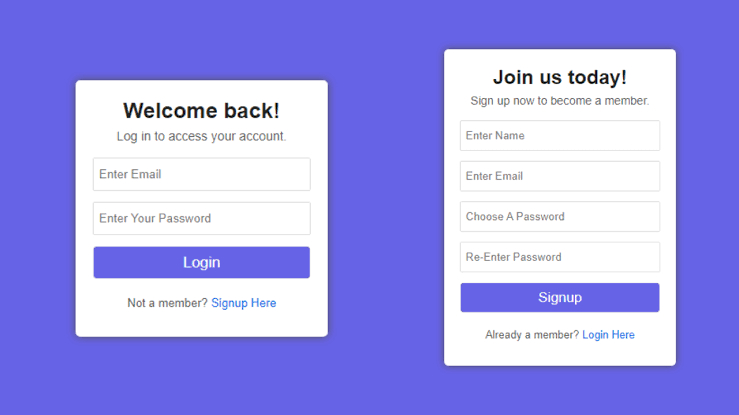 Welcome back!
Log in to access your account.
Enter Email
Enter Your Password
Login
Not a member? Signup Here
Join us today!
Sign up now to become a member.
Enter Name
Enter Email
Choose A Password
Re-Enter Password
Signup
Already a member? Login Here